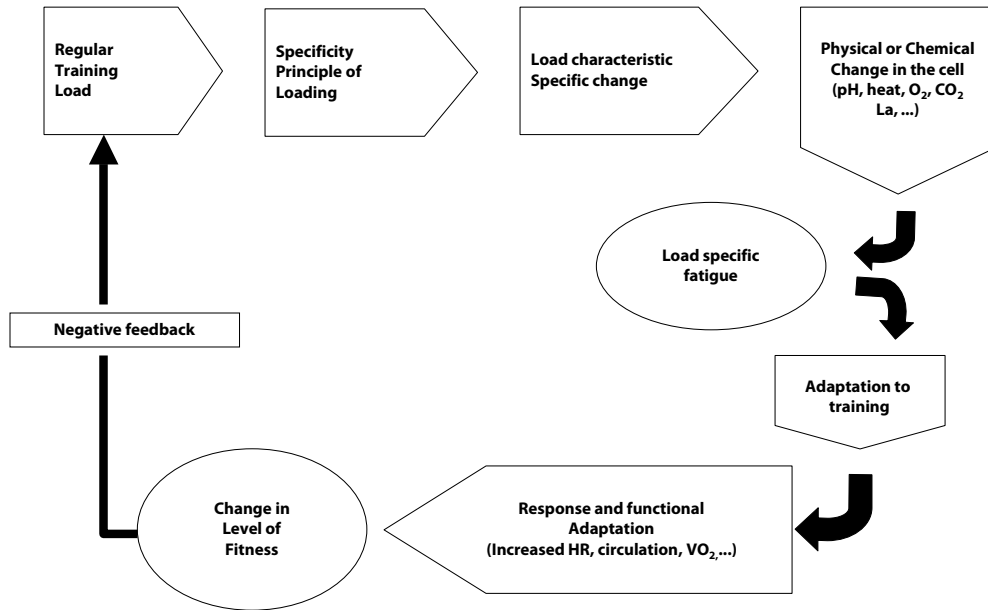 Regular
Training
Load
Specificity
Principle of
Loading
Load characteristic
Specific change
Physical or Chemical
Change in the cell
(pH, heat, O₂, CO₂
La, ...)
Load specific
fatigue
Negative feedback
Adaptation to
training
Change in
Level of
Fitness
Response and functional
Adaptation
(Increased HR, circulation, VO₂,...)